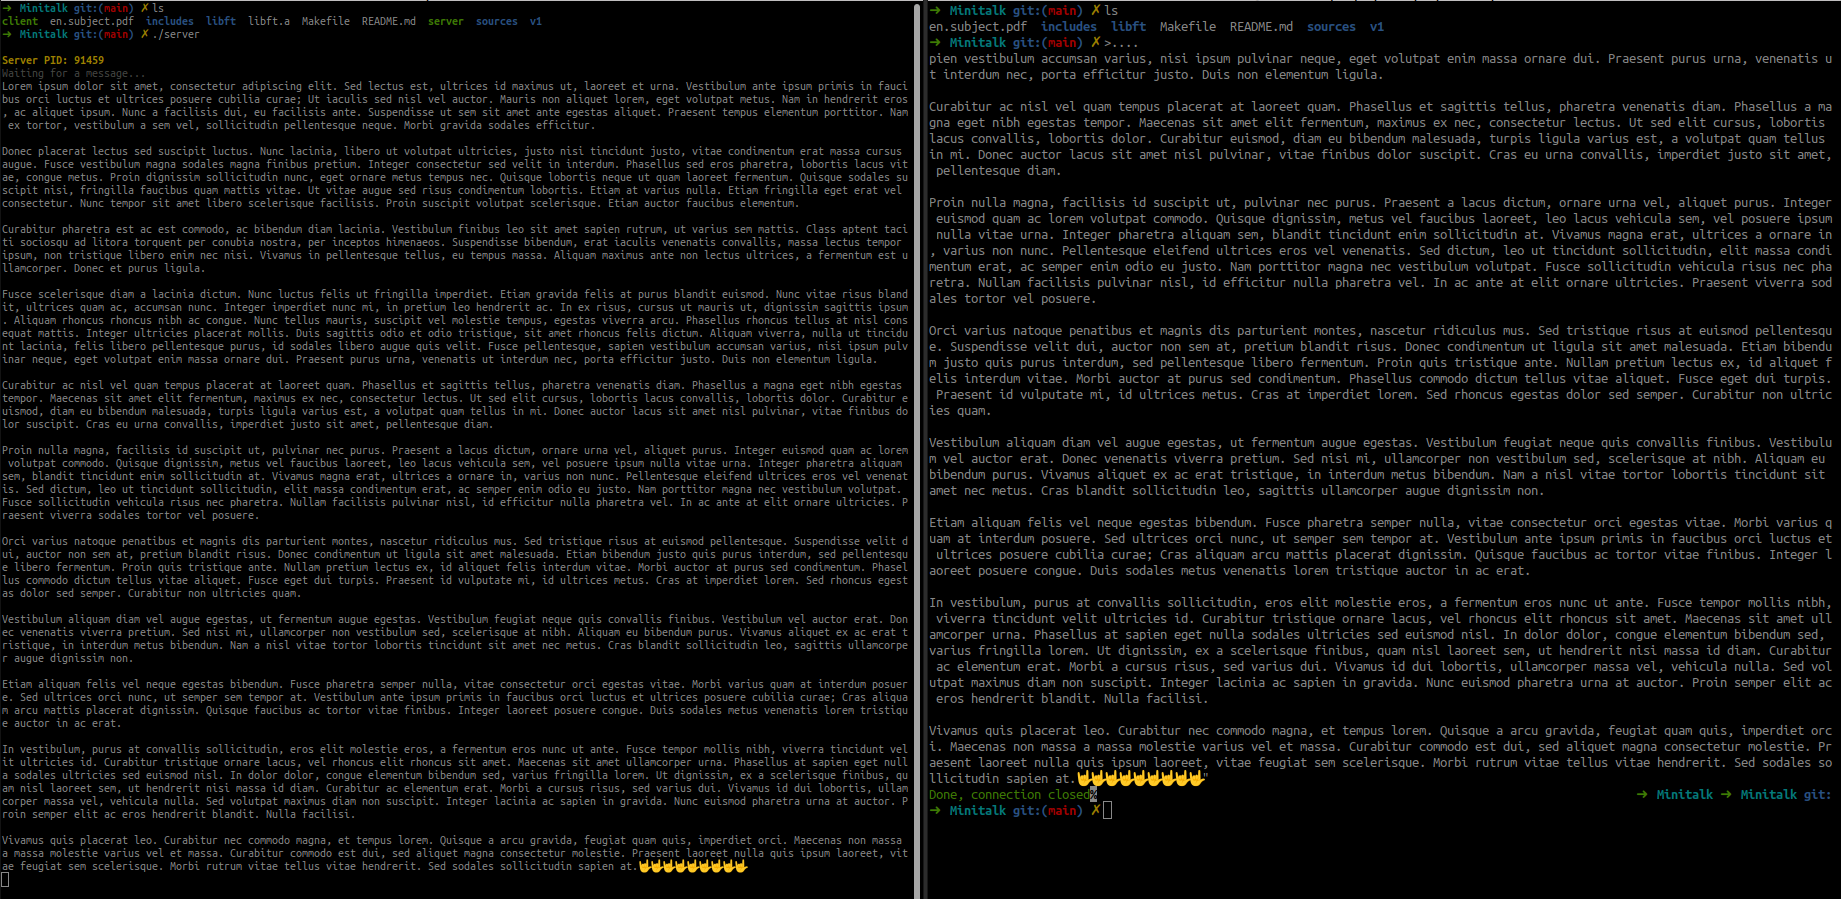 ➜ Minitalk git:(main) ✗ ls
client en.subject.pdf includes libft libft.a Makefile README.md server sources v1
➜ Minitalk git:(main) ✗ ./server
Server PID: 91459
Waiting for a message...
Lorem ipsum dolor sit amet, consectetur adipiscing elit. Sed lectus est, ultrices id maximus ut, laoreet et urna. Vestibulum ante ipsum primis in fauci
bus orci luctus et ultrices posuere cubilia curae; Ut iaculis sed nisl vel auctor. Mauris non aliquet lorem, eget volutpat metus. Nam in hendrerit eros
, ac aliquet ipsum. Nunc a facilisis dui, eu facilisis ante. Suspendisse ut sem sit amet ante egestas aliquet. Praesent tempus elementum porttitor. Nam
ex tortor, vestibulum a sem vel, sollicitudin pellentesque neque. Morbi gravida sodales efficitur.
Donec placerat lectus sed suscipit luctus. Nunc lacinia, libero ut volutpat ultricies, justo nisi tincidunt justo, vitae condimentum erat massa cursus
augue. Fusce vestibulum magna sodales magna finibus pretium. Integer consectetur sed velit in interdum. Phasellus sed eros pharetra, lobortis lacus vit
ae, congue metus. Proin dignissim sollicitudin nunc, eget ornare metus tempus nec. Quisque lobortis neque ut quam laoreet fermentum. Quisque sodales su
scipit nisi, fringilla faucibus quam mattis vitae. Ut vitae augue sed risus condimentum lobortis. Etiam at varius nulla. Etiam fringilla eget erat vel
consectetur. Nunc tempor sit amet libero scelerisque facilisis. Proin suscipit volutpat scelerisque. Etiam auctor faucibus elementum.
Curabitur pharetra est ac est commodo, ac bibendum diam lacinia. Vestibulum finibus leo sit amet sapien rutrum, ut varius sem mattis. Class aptent taci
ti sociosqu ad litora torquent per conubia nostra, per inceptos himenaeos. Suspendisse bibendum, erat iaculis venenatis convallis, massa lectus tempor
ipsum, non tristique libero enim nec nisi. Vivamus in pellentesque tellus, eu tempus massa. Aliquam maximus ante non lectus ultrices, a fermentum est u
llamcorper. Donec et purus ligula.
Fusce scelerisque diam a lacinia dictum. Nunc luctus felis ut fringilla imperdiet. Etiam gravida felis at purus blandit euismod. Nunc vitae risus bland
it, ultrices quam ac, accumsan nunc. Integer imperdiet nunc mi, in pretium leo hendrerit ac. In ex risus, cursus ut mauris ut, dignissim sagittis ipsum
. Aliquam rhoncus rhoncus nibh ac congue. Nunc tellus mauris, suscipit vel molestie tempus, egestas viverra arcu. Phasellus rhoncus tellus at nisl cons
equat mattis. Integer ultricies placerat mollis. Duis sagittis odio et odio tristique, sit amet rhoncus felis dictum. Aliquam viverra, nulla ut tincidu
nt lacinia, felis libero pellentesque purus, id sodales libero augue quis velit. Fusce pellentesque, sapien vestibulum accumsan varius, nisi ipsum pulv
inar neque, eget volutpat enim massa ornare dui. Praesent purus urna, venenatis ut interdum nec, porta efficitur justo. Duis non elementum ligula.
Curabitur ac nisl vel quam tempus placerat at laoreet quam. Phasellus et sagittis tellus, pharetra venenatis diam. Phasellus a magna eget nibh egestas
tempor. Maecenas sit amet elit fermentum, maximus ex nec, consectetur lectus. Ut sed elit cursus, lobortis lacus convallis, lobortis dolor. Curabitur e
uismod, diam eu bibendum malesuada, turpis ligula varius est, a volutpat quam tellus in mi. Donec auctor lacus sit amet nisl pulvinar, vitae finibus do
lor suscipit. Cras eu urna convallis, imperdiet justo sit amet, pellentesque diam.
Proin nulla magna, facilisis id suscipit ut, pulvinar nec purus. Praesent a lacus dictum, ornare urna vel, aliquet purus. Integer euismod quam ac lorem
volutpat commodo. Quisque dignissim, metus vel faucibus laoreet, leo lacus vehicula sem, vel posuere ipsum nulla vitae urna. Integer pharetra aliquam
sem, blandit tincidunt enim sollicitudin at. Vivamus magna erat, ultrices a ornare in, varius non nunc. Pellentesque eleifend ultrices eros vel venenat
is. Sed dictum, leo ut tincidunt sollicitudin, elit massa condimentum erat, ac semper enim odio eu justo. Nam porttitor magna nec vestibulum volutpat.
Fusce sollicitudin vehicula risus nec pharetra. Nullam facilisis pulvinar nisl, id efficitur nulla pharetra vel. In ac ante at elit ornare ultricies. P
raesent viverra sodales tortor vel posuere.
Orci varius natoque penatibus et magnis dis parturient montes, nascetur ridiculus mus. Sed tristique risus at euismod pellentesque. Suspendisse velit d
ui, auctor non sem at, pretium blandit risus. Donec condimentum ut ligula sit amet malesuada. Etiam bibendum justo quis purus interdum, sed pellentesqu
e libero fermentum. Proin quis tristique ante. Nullam pretium lectus ex, id aliquet felis interdum vitae. Morbi auctor at purus sed condimentum. Phasel
lus commodo dictum tellus vitae aliquet. Fusce eget dui turpis. Praesent id vulputate mi, id ultrices metus. Cras at imperdiet lorem. Sed rhoncus egest
as dolor sed semper. Curabitur non ultricies quam.
Vestibulum aliquam diam vel augue egestas, ut fermentum augue egestas. Vestibulum feugiat neque quis convallis finibus. Vestibulum vel auctor erat. Don
ec venenatis viverra pretium. Sed nisi mi, ullamcorper non vestibulum sed, scelerisque at nibh. Aliquam eu bibendum purus. Vivamus aliquet ex ac erat t
ristique, in interdum metus bibendum. Nam a nisl vitae tortor lobortis tincidunt sit amet nec metus. Cras blandit sollicitudin leo, sagittis ullamcorpe
r augue dignissim non.
Etiam aliquam felis vel neque egestas bibendum. Fusce pharetra semper nulla, vitae consectetur orci egestas vitae. Morbi varius quam at interdum posuer
e. Sed ultrices orci nunc, ut semper sem tempor at. Vestibulum ante ipsum primis in faucibus orci luctus et ultrices posuere cubilia curae; Cras aliqua
m arcu mattis placerat dignissim. Quisque faucibus ac tortor vitae finibus. Integer laoreet posuere congue. Duis sodales metus venenatis lorem tristiqu
e auctor in ac erat.
In vestibulum, purus at convallis sollicitudin, eros elit molestie eros, a fermentum eros nunc ut ante. Fusce tempor mollis nibh, viverra tincidunt vel
it ultricies id. Curabitur tristique ornare lacus, vel rhoncus elit rhoncus sit amet. Maecenas sit amet ullamcorper urna. Phasellus at sapien eget null
a sodales ultricies sed euismod nisl. In dolor dolor, congue elementum bibendum sed, varius fringilla lorem. Ut dignissim, ex a scelerisque finibus, qu
am nisl laoreet sem, ut hendrerit nisi massa id diam. Curabitur ac elementum erat. Morbi a cursus risus, sed varius dui. Vivamus id dui lobortis, ullam
corper massa vel, vehicula nulla. Sed volutpat maximus diam non suscipit. Integer lacinia ac sapien in gravida. Nunc euismod pharetra urna at auctor. P
roin semper elit ac eros hendrerit blandit. Nulla facilisi.
Vivamus quis placerat leo. Curabitur nec commodo magna, et tempus lorem. Quisque a arcu gravida, feugiat quam quis, imperdiet orci. Maecenas non massa
a massa molestie varius vel et massa. Curabitur commodo est dui, sed aliquet magna consectetur molestie. Praesent laoreet nulla quis ipsum laoreet, vit
ae feugiat sem scelerisque. Morbi rutrum vitae tellus vitae hendrerit. Sed sodales sollicitudin sapien at.🤟🤟🤟🤟🤟🤟🤟🤟🤟
➜ Minitalk git:(main) ✗ ls
en.subject.pdf includes libft Makefile README.md sources v1
➜ Minitalk git:(main) ✗ >....
pien vestibulum accumsan varius, nisi ipsum pulvinar neque, eget volutpat enim massa ornare dui. Praesent purus urna, venenatis u
t interdum nec, porta efficitur justo. Duis non elementum ligula.
Curabitur ac nisl vel quam tempus placerat at laoreet quam. Phasellus et sagittis tellus, pharetra venenatis diam. Phasellus a ma
gna eget nibh egestas tempor. Maecenas sit amet elit fermentum, maximus ex nec, consectetur lectus. Ut sed elit cursus, lobortis
lacus convallis, lobortis dolor. Curabitur euismod, diam eu bibendum malesuada, turpis ligula varius est, a volutpat quam tellus
in mi. Donec auctor lacus sit amet nisl pulvinar, vitae finibus dolor suscipit. Cras eu urna convallis, imperdiet justo sit amet,
pellentesque diam.
Proin nulla magna, facilisis id suscipit ut, pulvinar nec purus. Praesent a lacus dictum, ornare urna vel, aliquet purus. Integer
euismod quam ac lorem volutpat commodo. Quisque dignissim, metus vel faucibus laoreet, leo lacus vehicula sem, vel posuere ipsum
nulla vitae urna. Integer pharetra aliquam sem, blandit tincidunt enim sollicitudin at. Vivamus magna erat, ultrices a ornare in
, varius non nunc. Pellentesque eleifend ultrices eros vel venenatis. Sed dictum, leo ut tincidunt sollicitudin, elit massa condi
mentum erat, ac semper enim odio eu justo. Nam porttitor magna nec vestibulum volutpat. Fusce sollicitudin vehicula risus nec pha
retra. Nullam facilisis pulvinar nisl, id efficitur nulla pharetra vel. In ac ante at elit ornare ultricies. Praesent viverra sod
ales tortor vel posuere.
Orci varius natoque penatibus et magnis dis parturient montes, nascetur ridiculus mus. Sed tristique risus at euismod pellentesqu
e. Suspendisse velit dui, auctor non sem at, pretium blandit risus. Donec condimentum ut ligula sit amet malesuada. Etiam bibendu
m justo quis purus interdum, sed pellentesque libero fermentum. Proin quis tristique ante. Nullam pretium lectus ex, id aliquet f
elis interdum vitae. Morbi auctor at purus sed condimentum. Phasellus commodo dictum tellus vitae aliquet. Fusce eget dui turpis.
Praesent id vulputate mi, id ultrices metus. Cras at imperdiet lorem. Sed rhoncus egestas dolor sed semper. Curabitur non ultric
ies quam.
Vestibulum aliquam diam vel augue egestas, ut fermentum augue egestas. Vestibulum feugiat neque quis convallis finibus. Vestibulu
m vel auctor erat. Donec venenatis viverra pretium. Sed nisi mi, ullamcorper non vestibulum sed, scelerisque at nibh. Aliquam eu
bibendum purus. Vivamus aliquet ex ac erat tristique, in interdum metus bibendum. Nam a nisl vitae tortor lobortis tincidunt sit
amet nec metus. Cras blandit sollicitudin leo, sagittis ullamcorper augue dignissim non.
Etiam aliquam felis vel neque egestas bibendum. Fusce pharetra semper nulla, vitae consectetur orci egestas vitae. Morbi varius q
uam at interdum posuere. Sed ultrices orci nunc, ut semper sem tempor at. Vestibulum ante ipsum primis in faucibus orci luctus et
ultrices posuere cubilia curae; Cras aliquam arcu mattis placerat dignissim. Quisque faucibus ac tortor vitae finibus. Integer l
aoreet posuere congue. Duis sodales metus venenatis lorem tristique auctor in ac erat.
In vestibulum, purus at convallis sollicitudin, eros elit molestie eros, a fermentum eros nunc ut ante. Fusce tempor mollis nibh,
viverra tincidunt velit ultricies id. Curabitur tristique ornare lacus, vel rhoncus elit rhoncus sit amet. Maecenas sit amet ull
amcorper urna. Phasellus at sapien eget nulla sodales ultricies sed euismod nisl. In dolor dolor, congue elementum bibendum sed,
varius fringilla lorem. Ut dignissim, ex a scelerisque finibus, quam nisl laoreet sem, ut hendrerit nisi massa id diam. Curabitur
ac elementum erat. Morbi a cursus risus, sed varius dui. Vivamus id dui lobortis, ullamcorper massa vel, vehicula nulla. Sed vol
utpat maximus diam non suscipit. Integer lacinia ac sapien in gravida. Nunc euismod pharetra urna at auctor. Proin semper elit ac
eros hendrerit blandit. Nulla facilisi.
Vivamus quis placerat leo. Curabitur nec commodo magna, et tempus lorem. Quisque a arcu gravida, feugiat quam quis, imperdiet orc
i. Maecenas non massa a massa molestie varius vel et massa. Curabitur commodo est dui, sed aliquet magna consectetur molestie. Pr
aesent laoreet nulla quis ipsum laoreet, vitae feugiat sem scelerisque. Morbi rutrum vitae tellus vitae hendrerit. Sed sodales so
llicitudin sapien at.🤟🤟🤟🤟🤟🤟🤟🤟🤟"
Done, connection closed% ➜ Minitalk ➜ Minitalk git:
➜ Minitalk git:(main) ✗